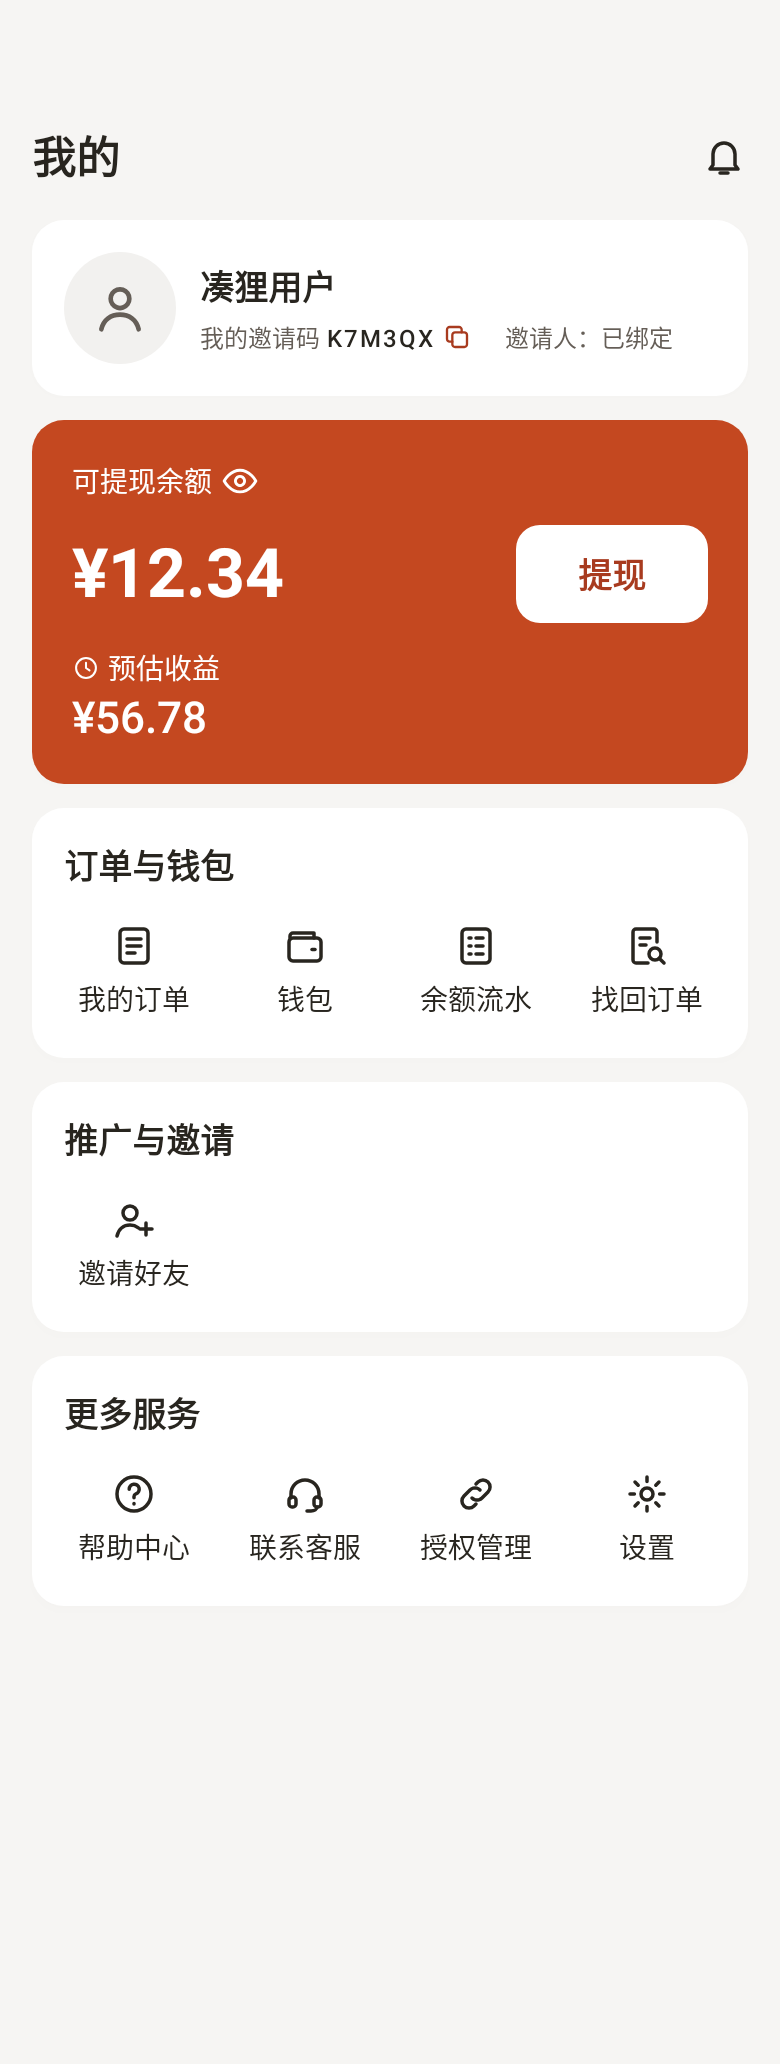 我的
凑狸用户
我的邀请码 K7M3QX 邀请人：已绑定
可提现余额
¥12.34
提现
预估收益
¥56.78
订单与钱包
我的订单 钱包 余额流水 找回订单
推广与邀请
邀请好友
更多服务
帮助中心 联系客服 授权管理 设置